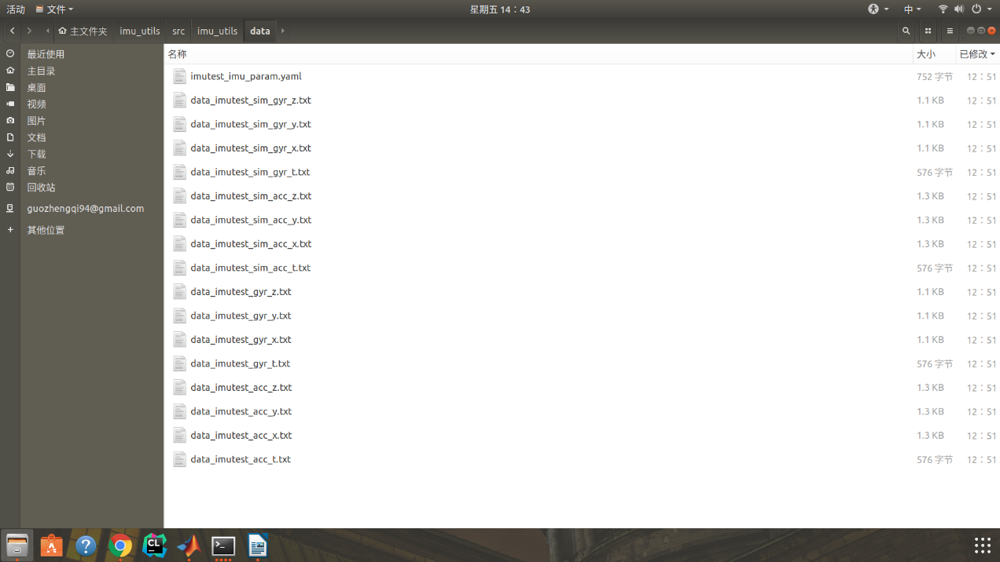 活动 文件 星期五 14：43 中
主文件夹 imu_utils src imu_utils data
名称 大小 已修改
最近使用
主目录
桌面
视频
图片
文档
下载
音乐
回收站
guozhengqi94@gmail.com
其他位置
imutest_imu_param.yaml 752 字节 12：51
data_imutest_sim_gyr_z.txt 1.1 KB 12：51
data_imutest_sim_gyr_y.txt 1.1 KB 12：51
data_imutest_sim_gyr_x.txt 1.1 KB 12：51
data_imutest_sim_gyr_t.txt 576 字节 12：51
data_imutest_sim_acc_z.txt 1.3 KB 12：51
data_imutest_sim_acc_y.txt 1.3 KB 12：51
data_imutest_sim_acc_x.txt 1.3 KB 12：51
data_imutest_sim_acc_t.txt 576 字节 12：51
data_imutest_gyr_z.txt 1.1 KB 12：51
data_imutest_gyr_y.txt 1.1 KB 12：51
data_imutest_gyr_x.txt 1.1 KB 12：51
data_imutest_gyr_t.txt 576 字节 12：51
data_imutest_acc_z.txt 1.3 KB 12：51
data_imutest_acc_y.txt 1.3 KB 12：51
data_imutest_acc_x.txt 1.3 KB 12：51
data_imutest_acc_t.txt 576 字节 12：51
CL